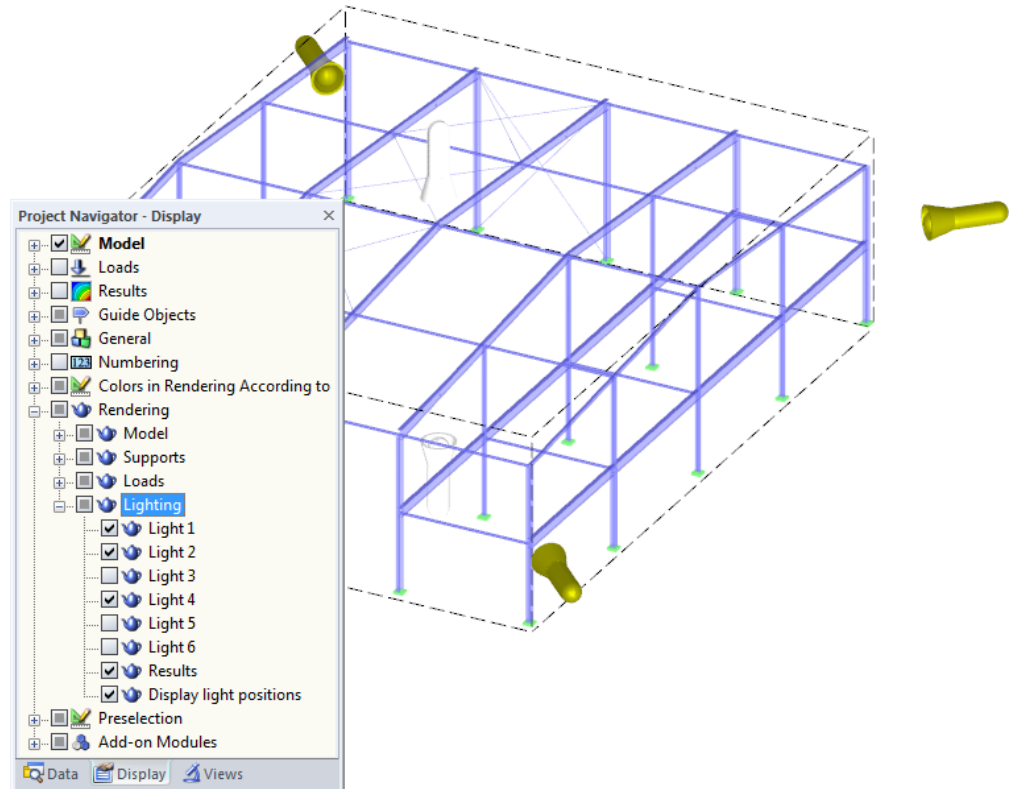 Project Navigator - Display
Model
Loads
Results
Guide Objects
General
123 Numbering
Colors in Rendering According to
Rendering
Model
Supports
Loads
Lighting
Light 1
Light 2
Light 3
Light 4
Light 5
Light 6
Results
Display light positions
Preselection
Add-on Modules
Data Display Views